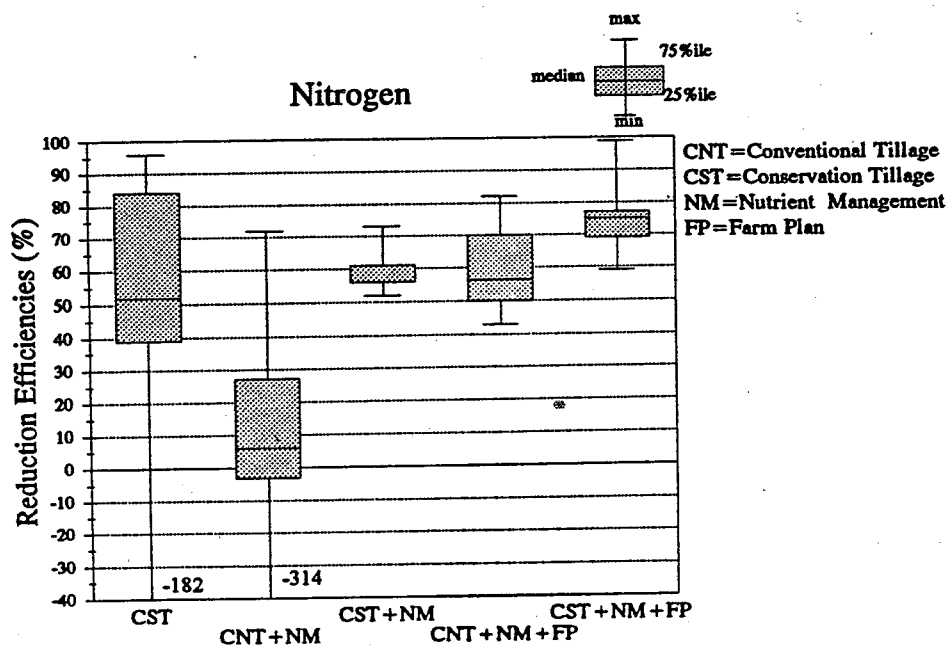 max
75%ile
median
25%ile
min
Nitrogen
CNT=Conventional Tillage
CST=Conservation Tillage
NM=Nutrient Management
FP=Farm Plan
Reduction Efficiencies (%)
100
90
80
70
60
50
40
30
20
10
0
-10
-20
-30
-40
-182
-314
CST
CNT+NM
CST+NM
CNT+NM+FP
CST+NM+FP